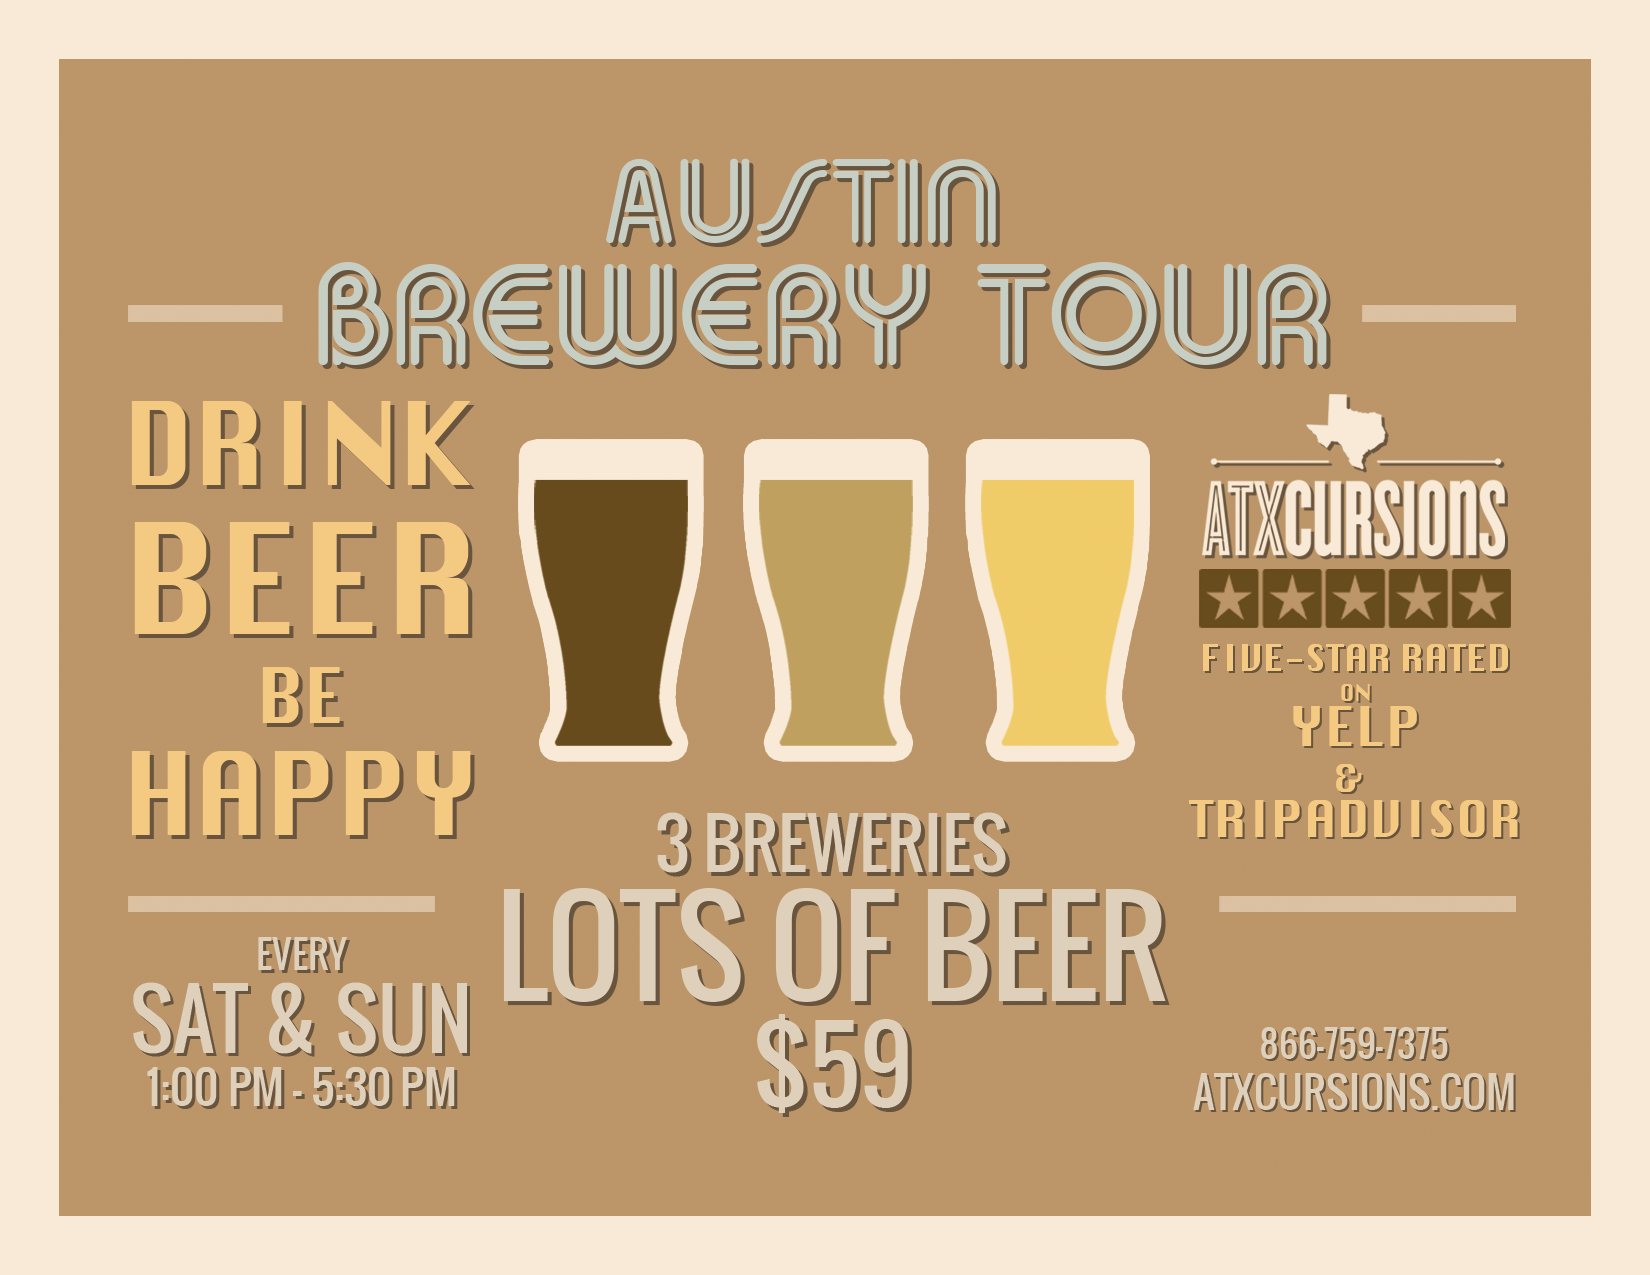 AUSTIN
BREWERY TOUR
DRINK
BEER
BE
HAPPY
ATXCURSIONS
FIVE-STAR RATED
ON
YELP
&
TRIPADVISOR
3 BREWERIES
LOTS OF BEER
$59
EVERY
SAT & SUN
1:00 PM - 5:30 PM
866-759-7375
ATXCURSIONS.COM